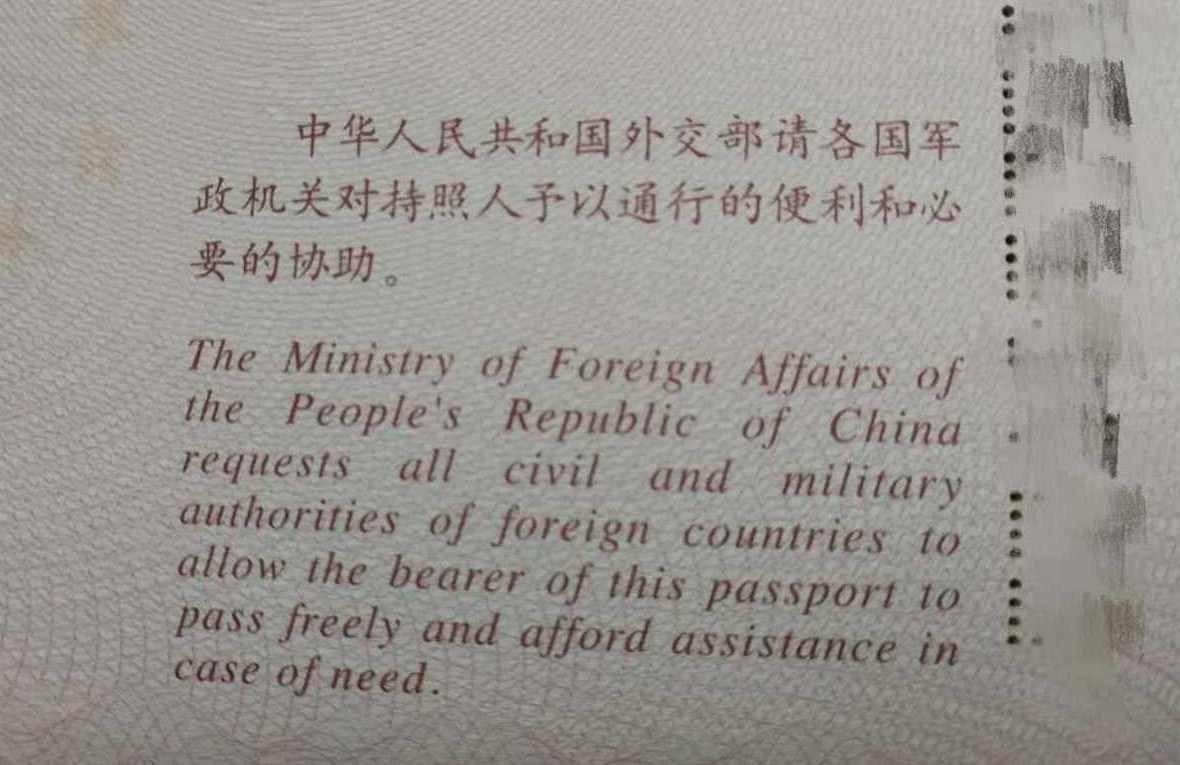 中华人民共和国外交部请各国军
政机关对持照人予以通行的便利和必
要的协助。
The Ministry of Foreign Affairs of
the People's Republic of China
requests all civil and military
authorities of foreign countries to
allow the bearer of this passport to
pass freely and afford assistance in
case of need.